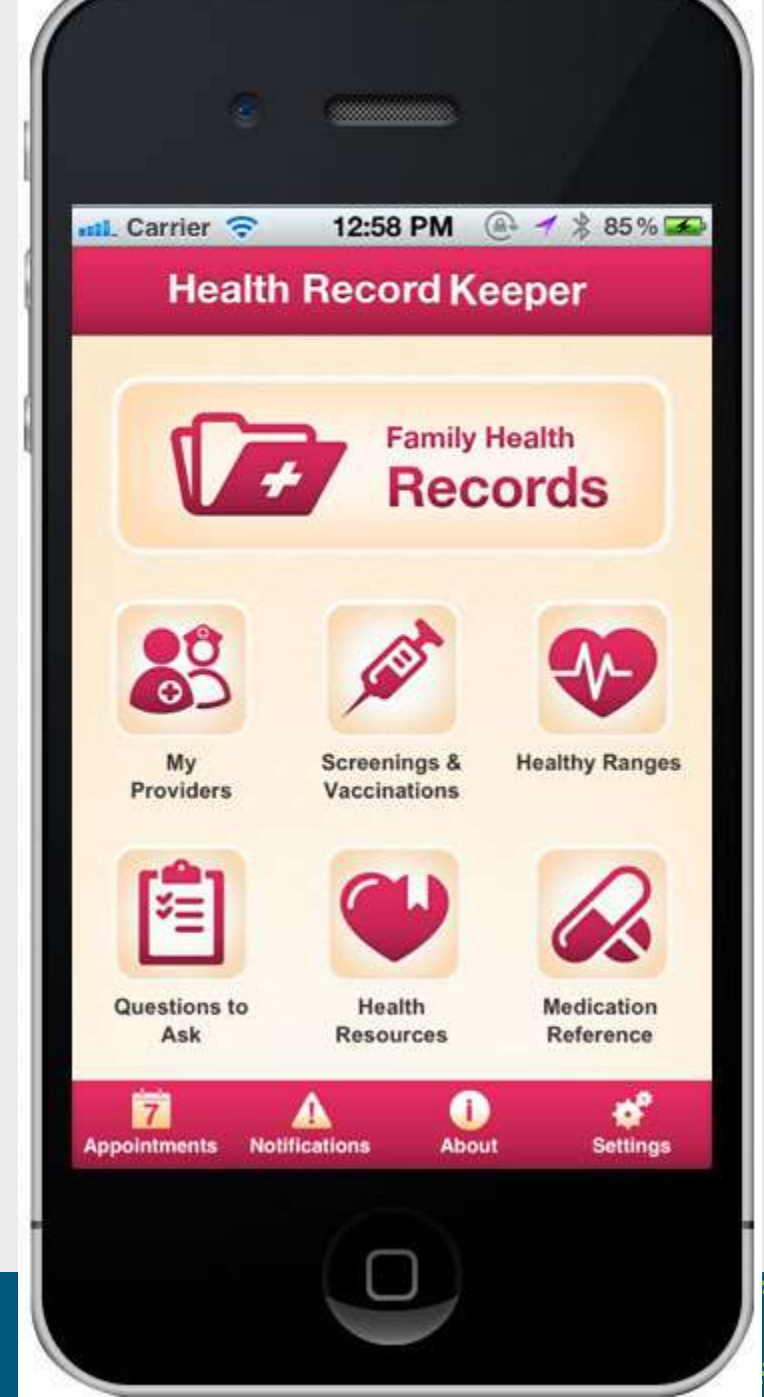 Carrier 12:58 PM 85%
Health Record Keeper
Family Health
Records
My
Providers
Screenings &
Vaccinations
Healthy Ranges
Questions to
Ask
Health
Resources
Medication
Reference
7
Appointments Notifications About Settings